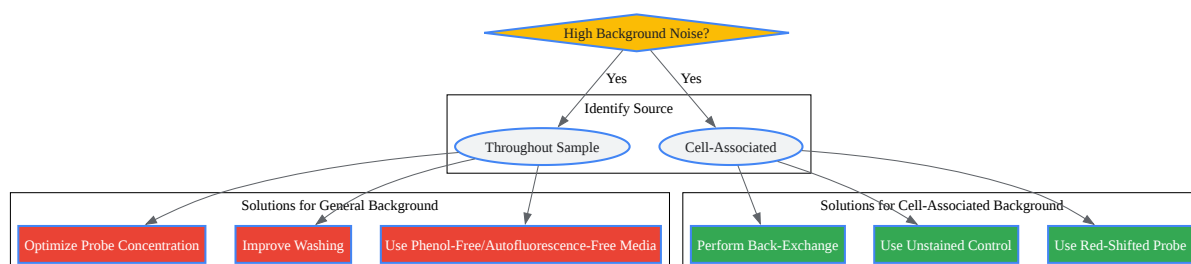 High Background Noise?
Yes
Yes
Identify Source
Throughout Sample
Cell-Associated
Solutions for General Background
Solutions for Cell-Associated Background
Optimize Probe Concentration
Improve Washing
Use Phenol-Free/Autofluorescence-Free Media
Perform Back-Exchange
Use Unstained Control
Use Red-Shifted Probe